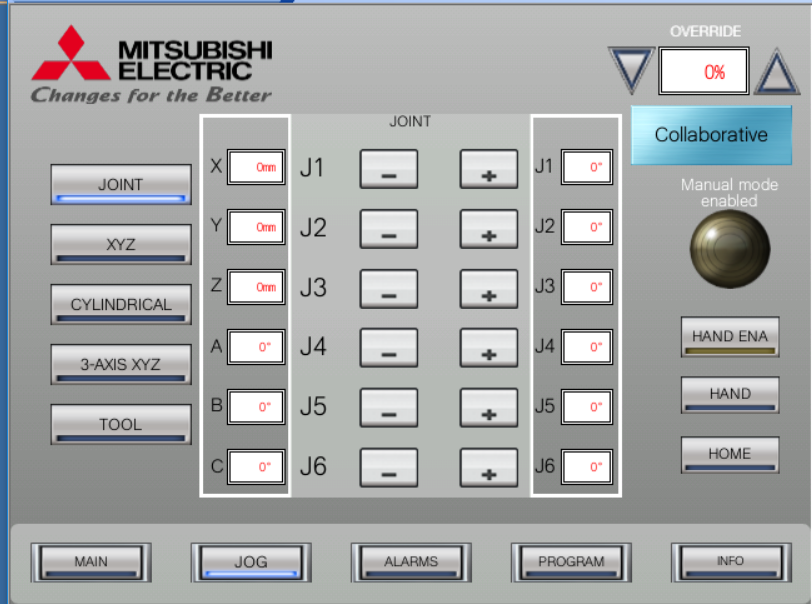 MITSUBISHI
ELECTRIC
Changes for the Better
OVERRIDE
0%
Collaborative
Manual mode
enabled
JOINT
JOINT
XYZ
CYLINDRICAL
3-AXIS XYZ
TOOL
X 0mm J1 - + J1 0°
Y 0mm J2 - + J2 0°
Z 0mm J3 - + J3 0°
A 0° J4 - + J4 0°
B 0° J5 - + J5 0°
C 0° J6 - + J6 0°
HAND ENA
HAND
HOME
MAIN JOG ALARMS PROGRAM INFO